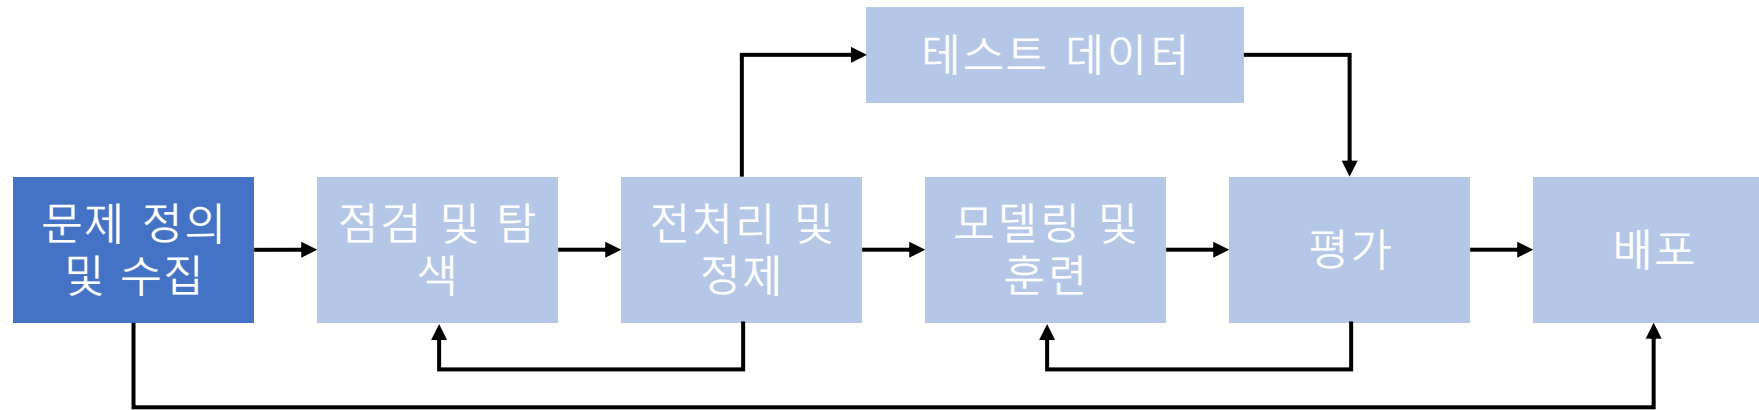 테스트 데이터
문제 정의
및 수집
점검 및 탐
색
전처리 및
정제
모델링 및
훈련
평가
배포